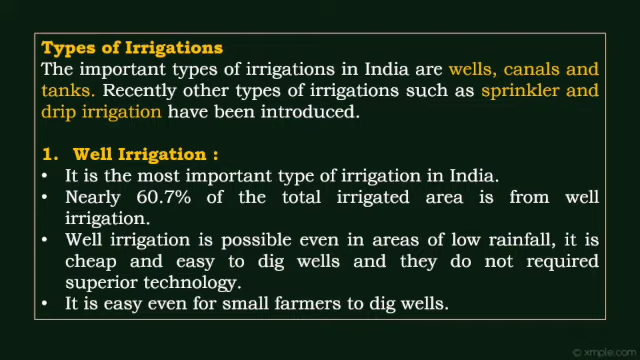 Types of Irrigations
The important types of irrigations in India are wells, canals and
tanks. Recently other types of irrigations such as sprinkler and
drip irrigation have been introduced.
1. Well Irrigation :
• It is the most important type of irrigation in India.
• Nearly 60.7% of the total irrigated area is from well
irrigation.
• Well irrigation is possible even in areas of low rainfall, it is
cheap and easy to dig wells and they do not required
superior technology.
• It is easy even for small farmers to dig wells.
© xmple.com